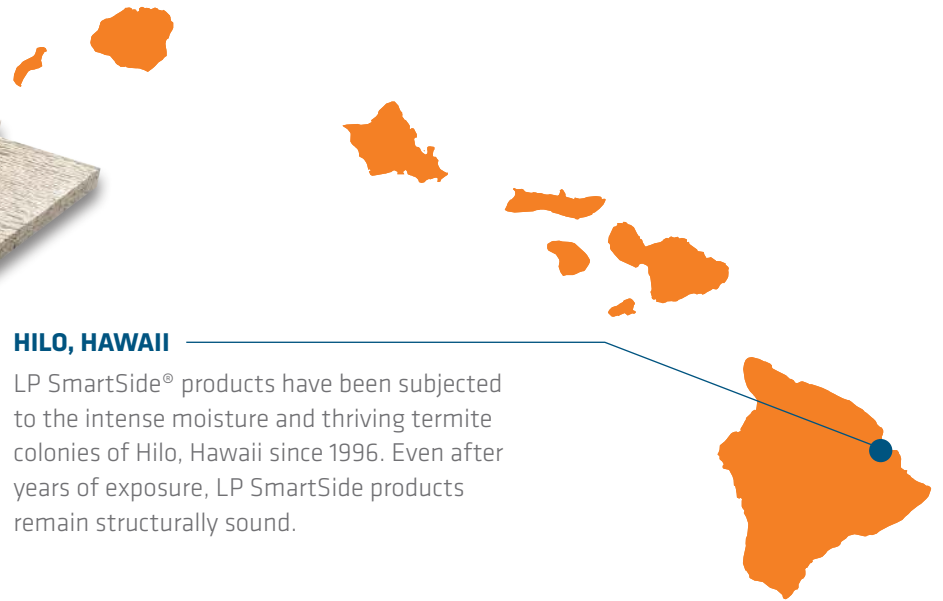 HILO, HAWAII
LP SmartSide® products have been subjected
to the intense moisture and thriving termite
colonies of Hilo, Hawaii since 1996. Even after
years of exposure, LP SmartSide products
remain structurally sound.